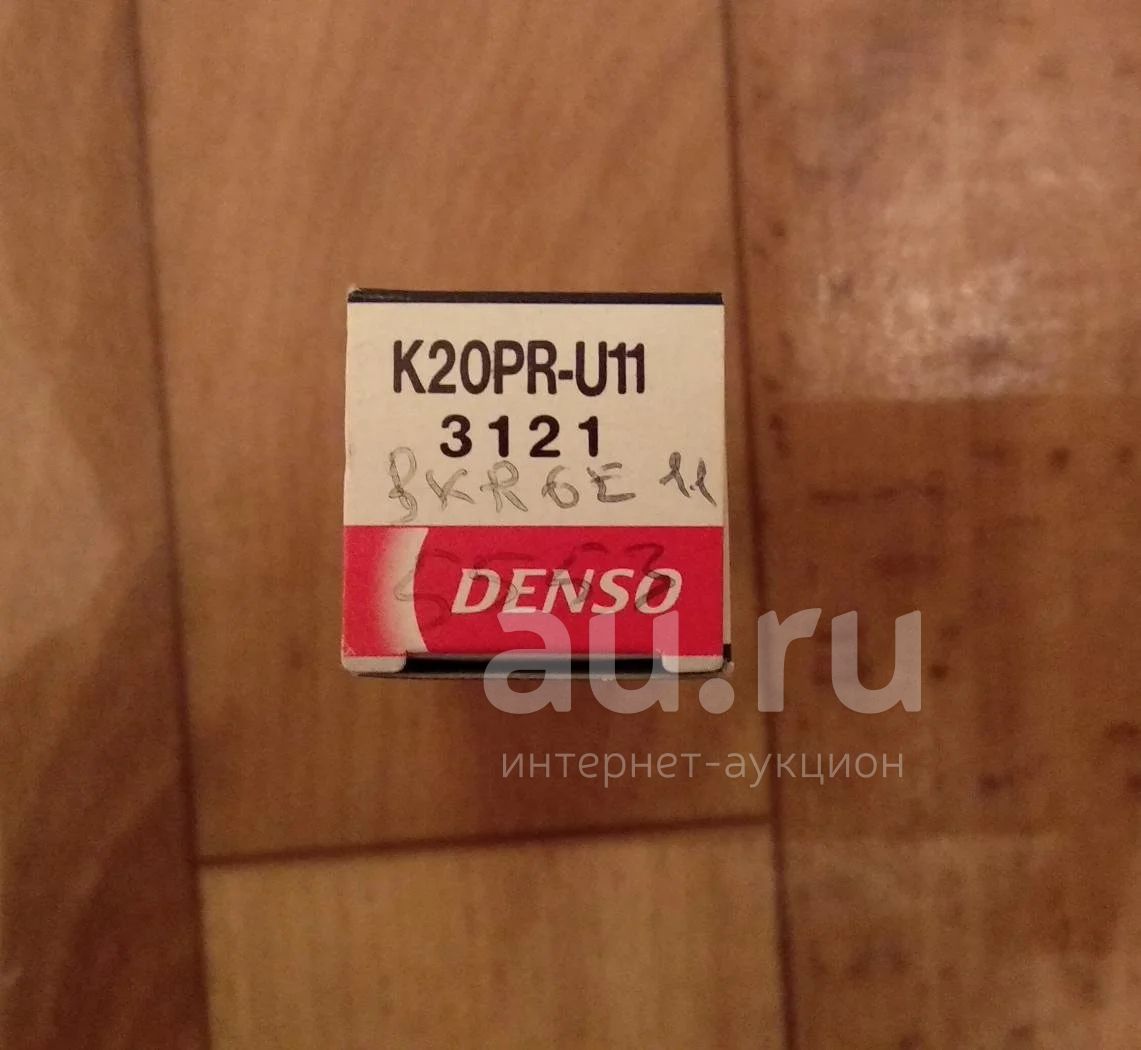 K20PR-U11
3121
BKR6E 11
DENSO
au.ru
интернет-аукцион